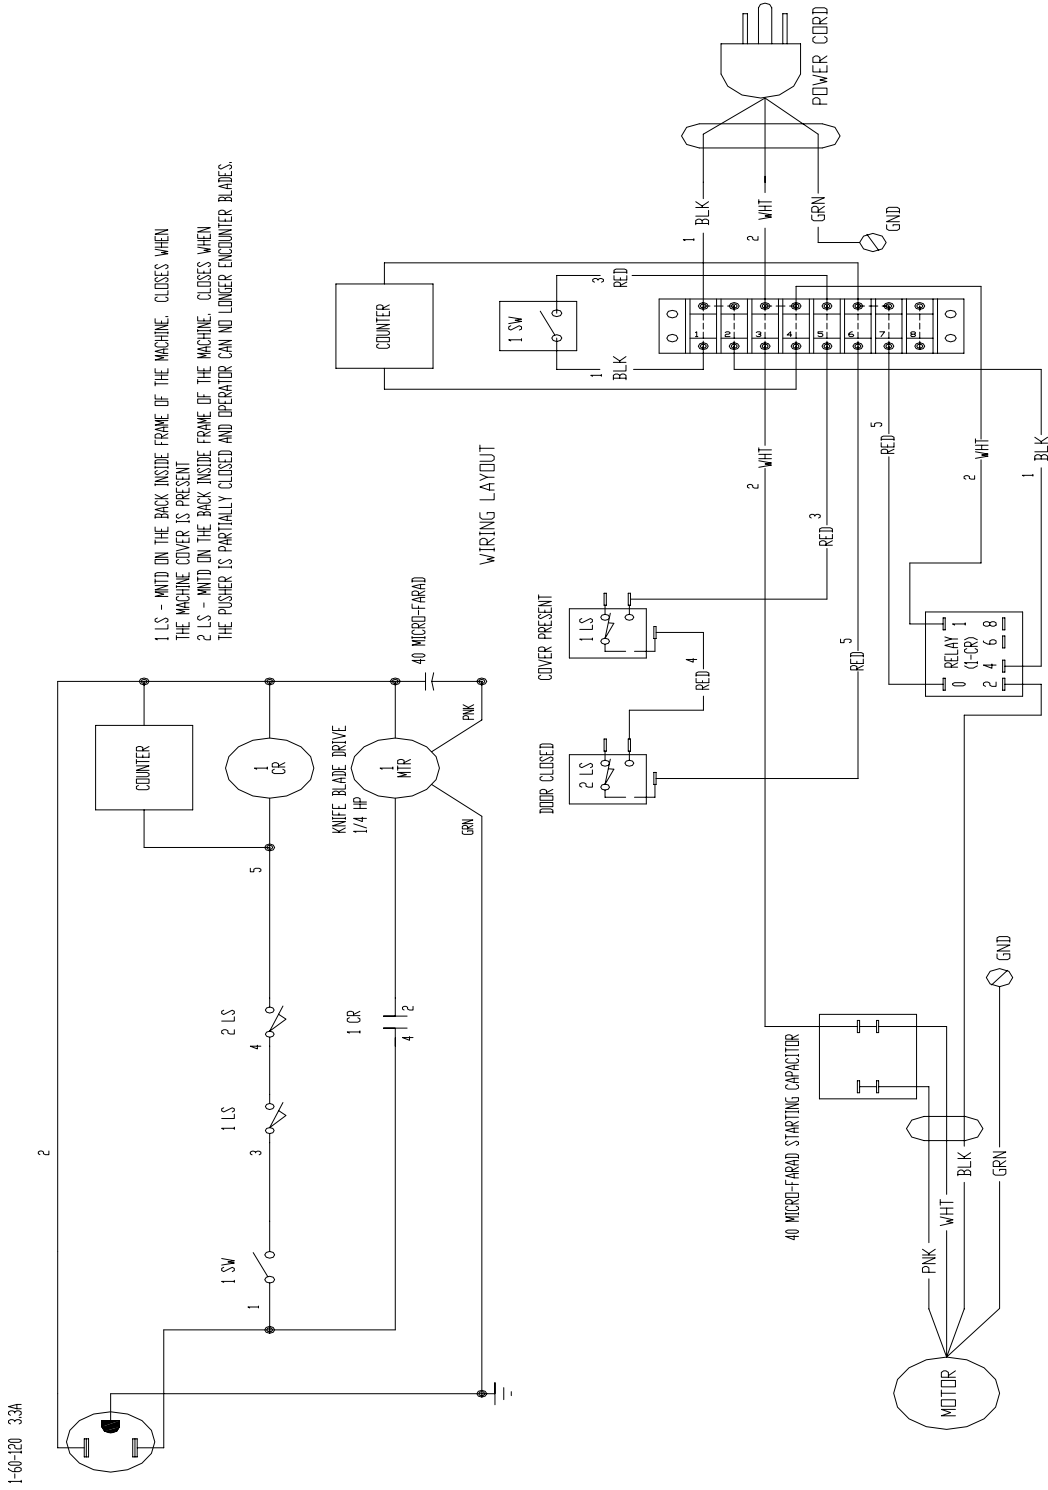 1-60-120 3.3A
2
COUNTER
1 SW
1 LS
2 LS
1
3
4
5
1
CR
1 CR
4
2
KNIFE BLADE DRIVE
1/4 HP
1
MTR
GRN
PNK
40 MICRO-FARAD
1 LS - MNTD ON THE BACK INSIDE FRAME OF THE MACHINE. CLOSES WHEN
THE MACHINE COVER IS PRESENT
2 LS - MNTD ON THE BACK INSIDE FRAME OF THE MACHINE. CLOSES WHEN
THE PUSHER IS PARTIALLY CLOSED AND OPERATOR CAN NO LONGER ENCOUNTER BLADES.
WIRING LAYOUT
COUNTER
1 SW
1
BLK
3
RED
1
BLK
2
WHT
GRN
GND
POWER CORD
1
2
3
4
5
6
7
8
DOOR CLOSED
2 LS
COVER PRESENT
1 LS
RED 4
RED 3
RED 5
RED 5
2
WHT
2
WHT
1
BLK
RELAY
(1-CR)
0
1
2
4
6
8
40 MICRO-FARAD STARTING CAPACITOR
MOTOR
PNK
WHT
BLK
GRN
GND